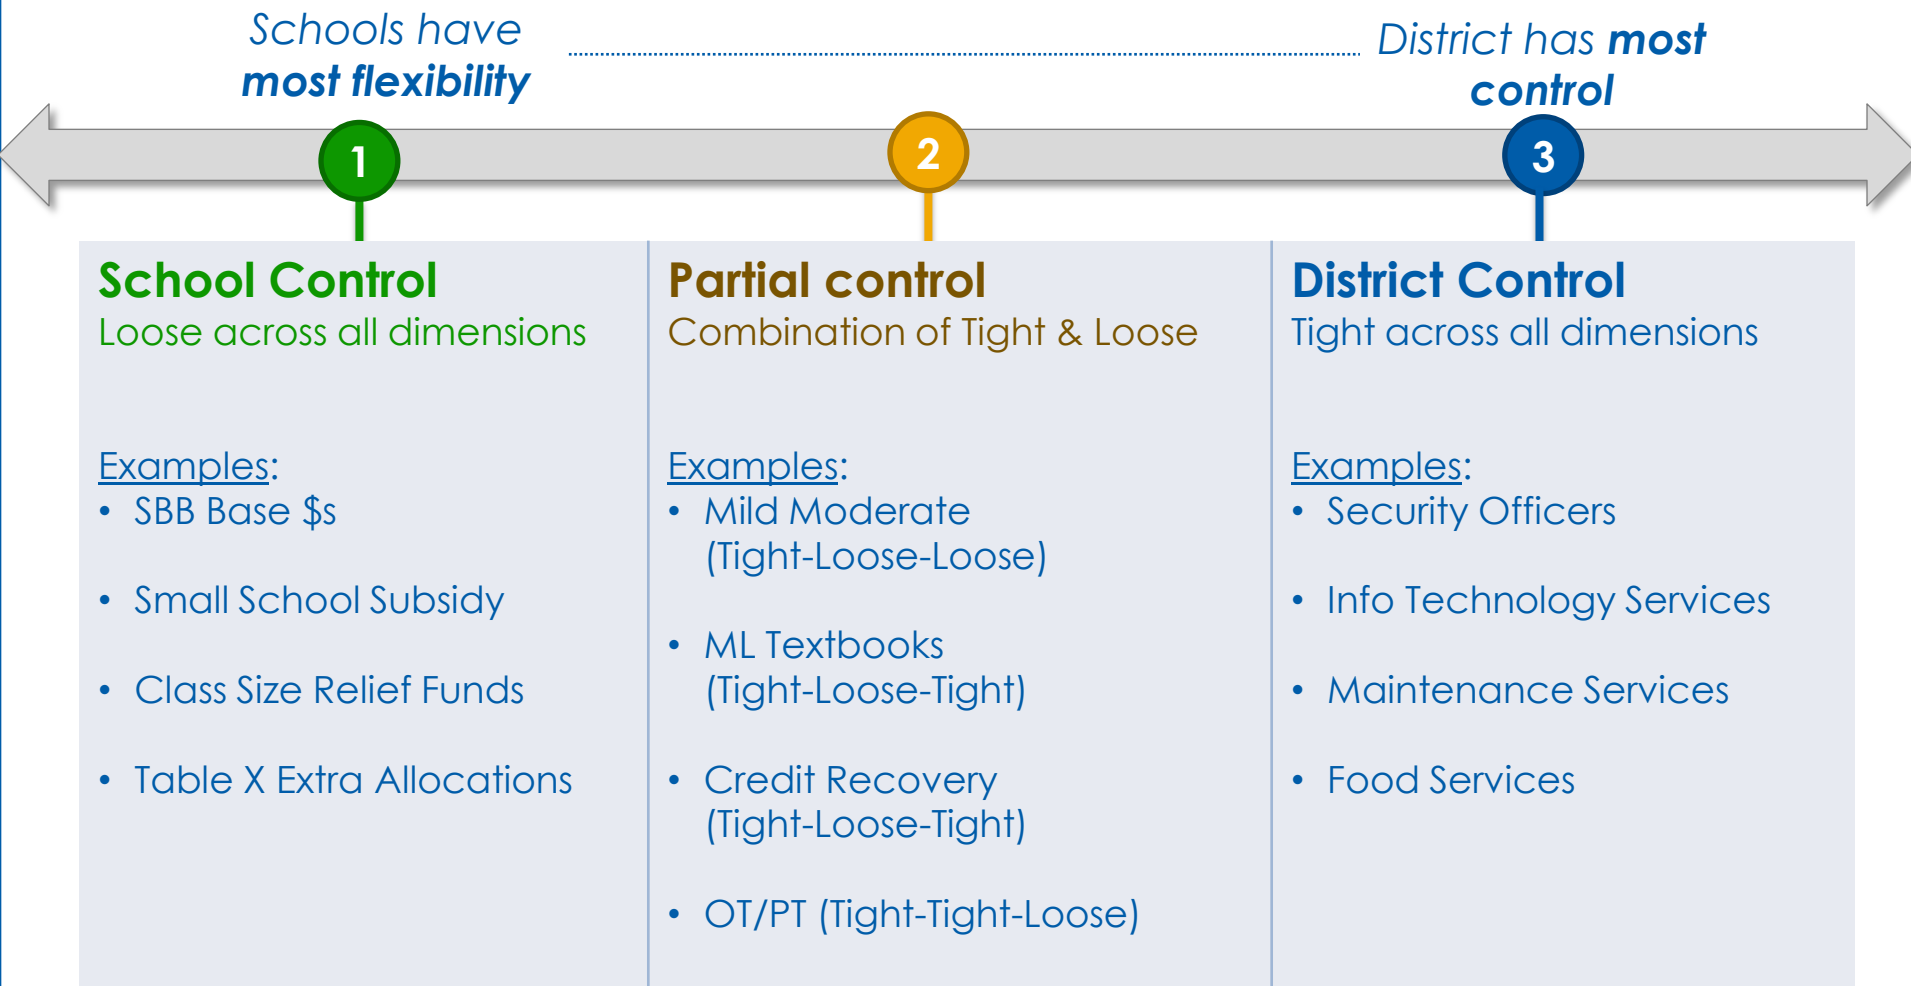 Schools have
most flexibility
District has most
control
1
2
3
School Control
Loose across all dimensions
Examples:
• SBB Base $s
• Small School Subsidy
• Class Size Relief Funds
• Table X Extra Allocations
Partial control
Combination of Tight & Loose
Examples:
• Mild Moderate
(Tight-Loose-Loose)
• ML Textbooks
(Tight-Loose-Tight)
• Credit Recovery
(Tight-Loose-Tight)
• OT/PT (Tight-Tight-Loose)
District Control
Tight across all dimensions
Examples:
• Security Officers
• Info Technology Services
• Maintenance Services
• Food Services